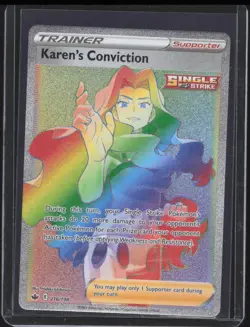 TRAINER
Supporter
Karen's Conviction
SINGLE
STRIKE
During this turn, your Single Strike Pokémon's
attacks do 20 more damage to your opponent's
Active Pokémon for each Prize card your opponent
has taken (before applying Weakness and Resistance).
You may play only 1 Supporter card during
your turn.
216/198